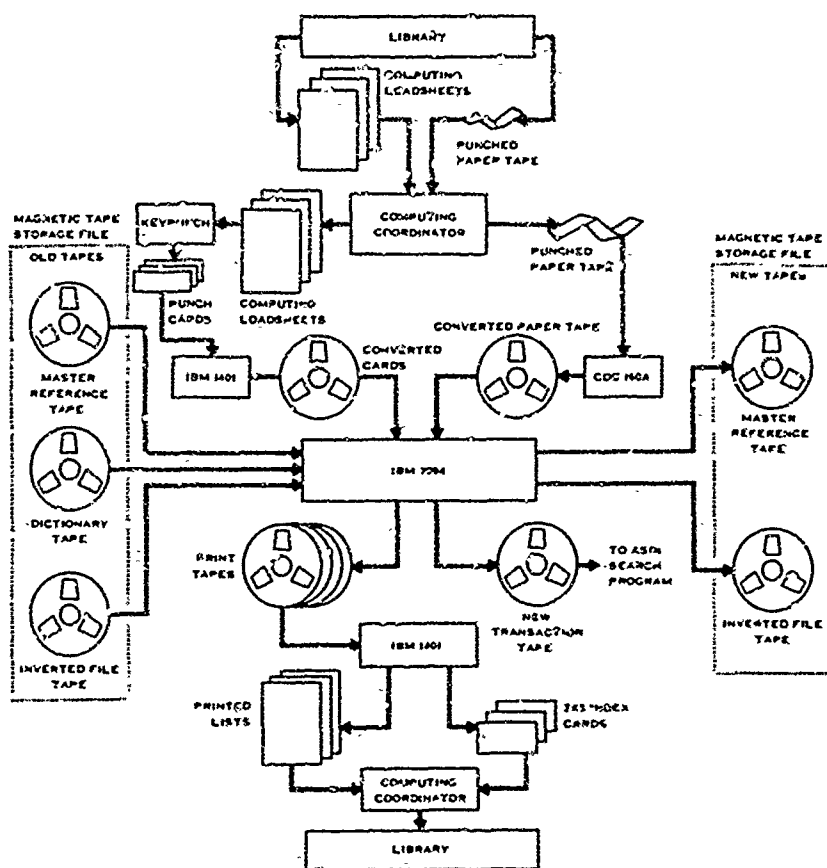 LIBRARY
COMPUTING
LOADSHEETS
PUNCHED
PAPER TAPE
MAGNETIC TAPE
STORAGE FILE
KEYPUNCH
COMPUTING
COORDINATOR
PUNCHED
PAPER TAPE
MAGNETIC TAPE
STORAGE FILE
OLD TAPES
NEW TAPES
PUNCH
CARDS
COMPUTING
LOADSHEETS
CONVERTED PAPER TAPE
CONVERTED
CARDS
IBM 1401
CDC 160A
MASTER
REFERENCE
TAPE
MASTER
REFERENCE
TAPE
IBM
DICTIONARY
TAPE
PRINT
TAPES
TO
SEARCH
PROGRAM
NEW
TRANSACTION
TAPE
INVERTED FILE
TAPE
INVERTED FILE
TAPE
IBM 1401
PRINTED
LISTS
INDEX
CARDS
COMPUTING
COORDINATOR
LIBRARY